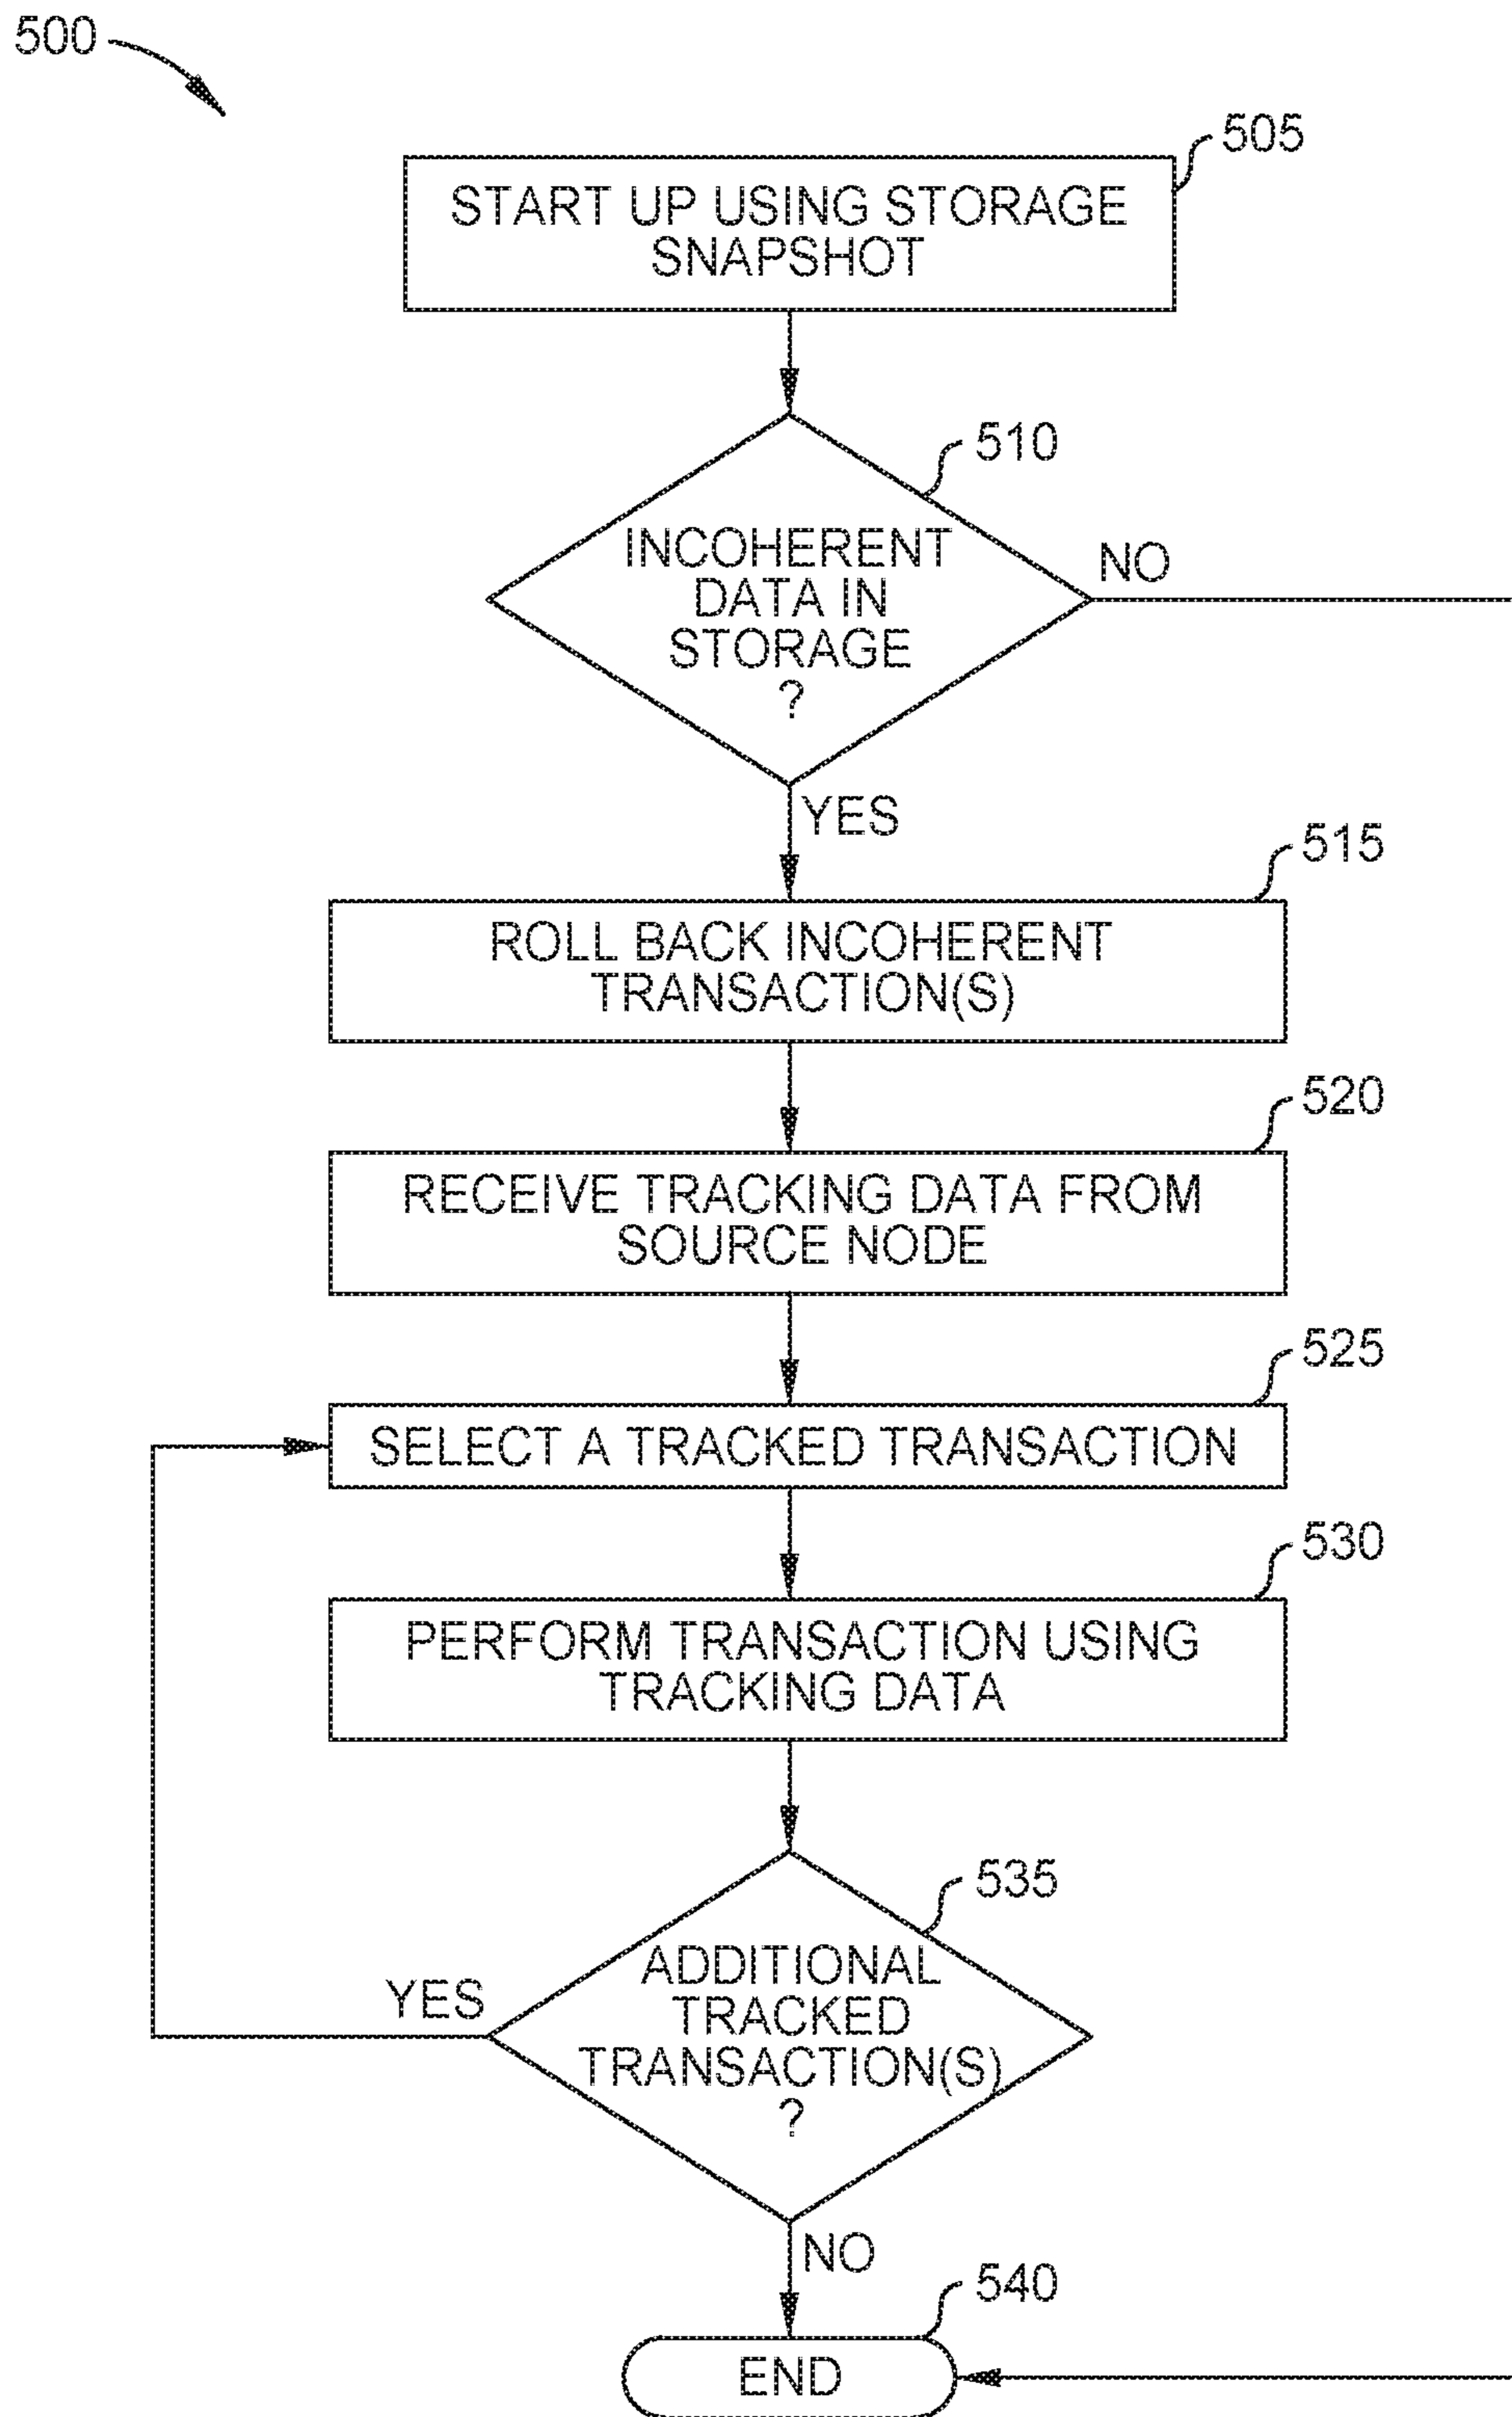 500
505
START UP USING STORAGE
SNAPSHOT
510
INCOHERENT
DATA IN
STORAGE
?
NO
YES
515
ROLL BACK INCOHERENT
TRANSACTION(S)
520
RECEIVE TRACKING DATA FROM
SOURCE NODE
525
SELECT A TRACKED TRANSACTION
530
PERFORM TRANSACTION USING
TRACKING DATA
535
ADDITIONAL
TRACKED
TRANSACTION(S)
?
YES
NO
540
END